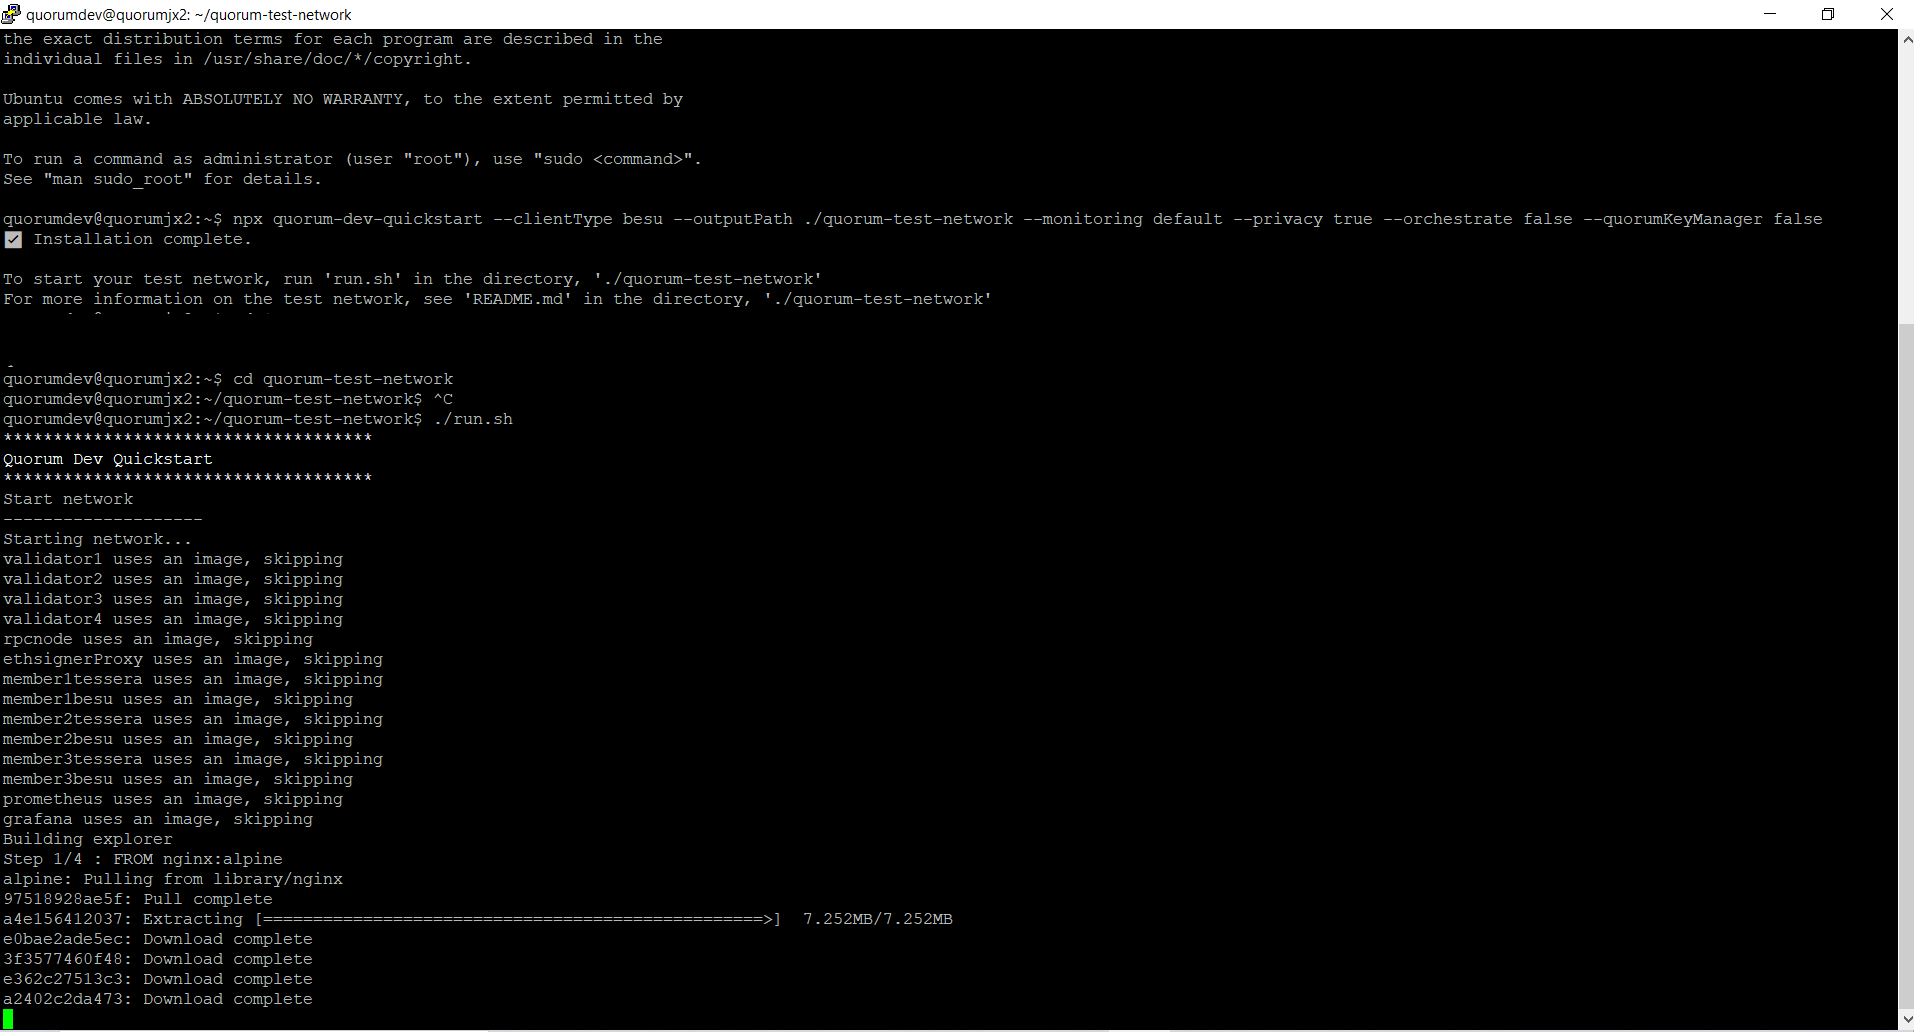 quorumdev@quorumjx2: ~/quorum-test-network
the exact distribution terms for each program are described in the
individual files in /usr/share/doc/*/copyright.
Ubuntu comes with ABSOLUTELY NO WARRANTY, to the extent permitted by
applicable law.
To run a command as administrator (user "root"), use "sudo <command>".
See "man sudo_root" for details.
quorumdev@quorumjx2:~$ npx quorum-dev-quickstart --clientType besu --outputPath ./quorum-test-network --monitoring default --privacy true --orchestrate false --quorumKeyManager false
Installation complete.
To start your test network, run 'run.sh' in the directory, './quorum-test-network'
For more information on the test network, see 'README.md' in the directory, './quorum-test-network'
quorumdev@quorumjx2:~$ cd quorum-test-network
quorumdev@quorumjx2:~/quorum-test-network$ ^C
quorumdev@quorumjx2:~/quorum-test-network$ ./run.sh
*************************************
Quorum Dev Quickstart
*************************************
Start network
--------------------
Starting network...
validator1 uses an image, skipping
validator2 uses an image, skipping
validator3 uses an image, skipping
validator4 uses an image, skipping
rpcnode uses an image, skipping
ethsignerProxy uses an image, skipping
member1tessera uses an image, skipping
member1besu uses an image, skipping
member2tessera uses an image, skipping
member2besu uses an image, skipping
member3tessera uses an image, skipping
member3besu uses an image, skipping
prometheus uses an image, skipping
grafana uses an image, skipping
Building explorer
Step 1/4 : FROM nginx:alpine
alpine: Pulling from library/nginx
97518928ae5f: Pull complete
a4e156412037: Extracting [==================================================>]  7.252MB/7.252MB
e0bae2ade5ec: Download complete
3f3577460f48: Download complete
e362c27513c3: Download complete
a2402c2da473: Download complete